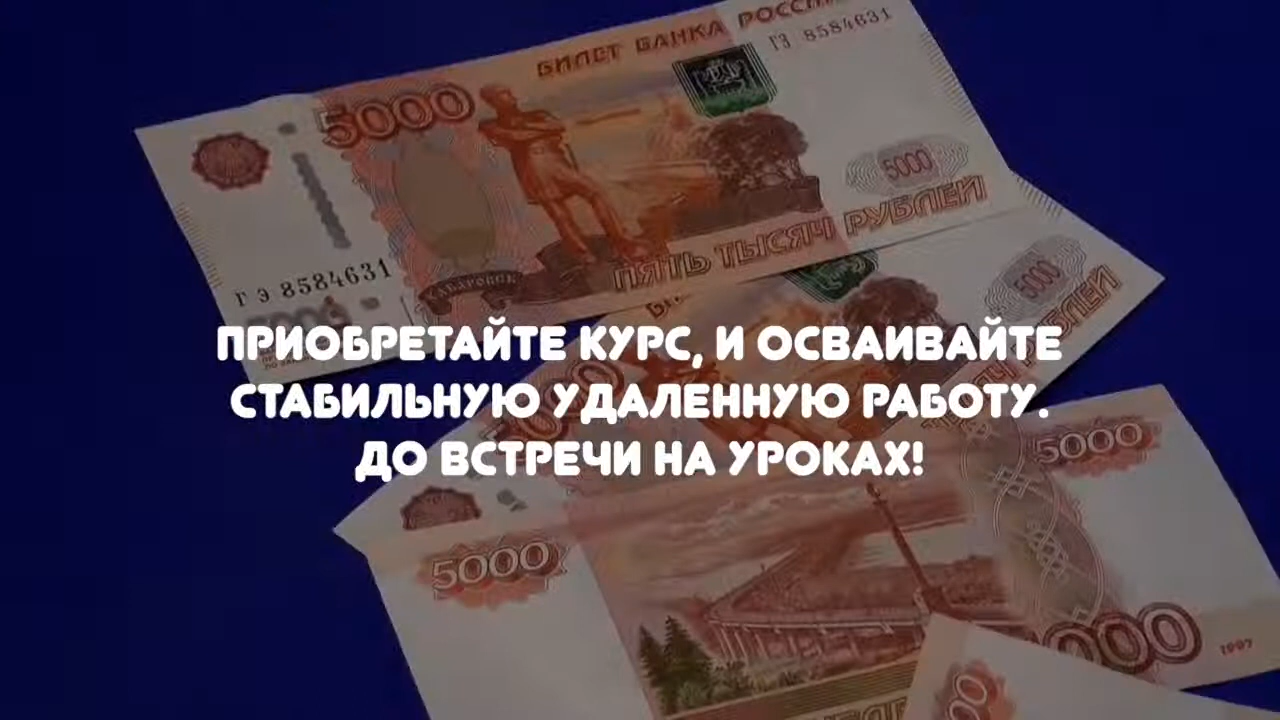 БИЛЕТ БАНКА РОССИИ
ГЗ 8584631
5000
5000
ПЯТЬ ТЫСЯЧ РУБЛЕЙ
ХАБАРОВСК
ГЭ 8584631
5000
ПРИОБРЕТАЙТЕ КУРС, И ОСВАИВАЙТЕ
СТАБИЛЬНУЮ УДАЛЕННУЮ РАБОТУ.
ДО ВСТРЕЧИ НА УРОКАХ!
5000
5000
1997